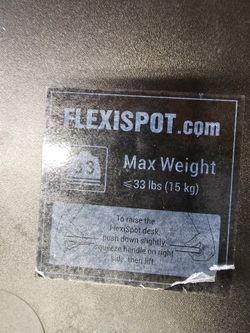 FLEXISPOT.com
33
Max Weight
≤33 lbs (15 kg)
To raise the
FlexiSpot desk,
push down slightly,
squeeze handle on right
side, then lift.